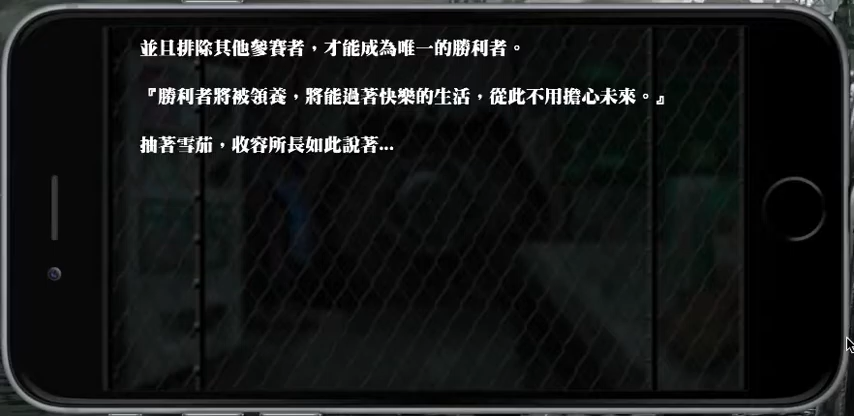 並且排除其他參賽者，才能成為唯一的勝利者。
『勝利者將被領養，將能過著快樂的生活，從此不用擔心未來。』
抽著雪茄，收容所長如此說著...